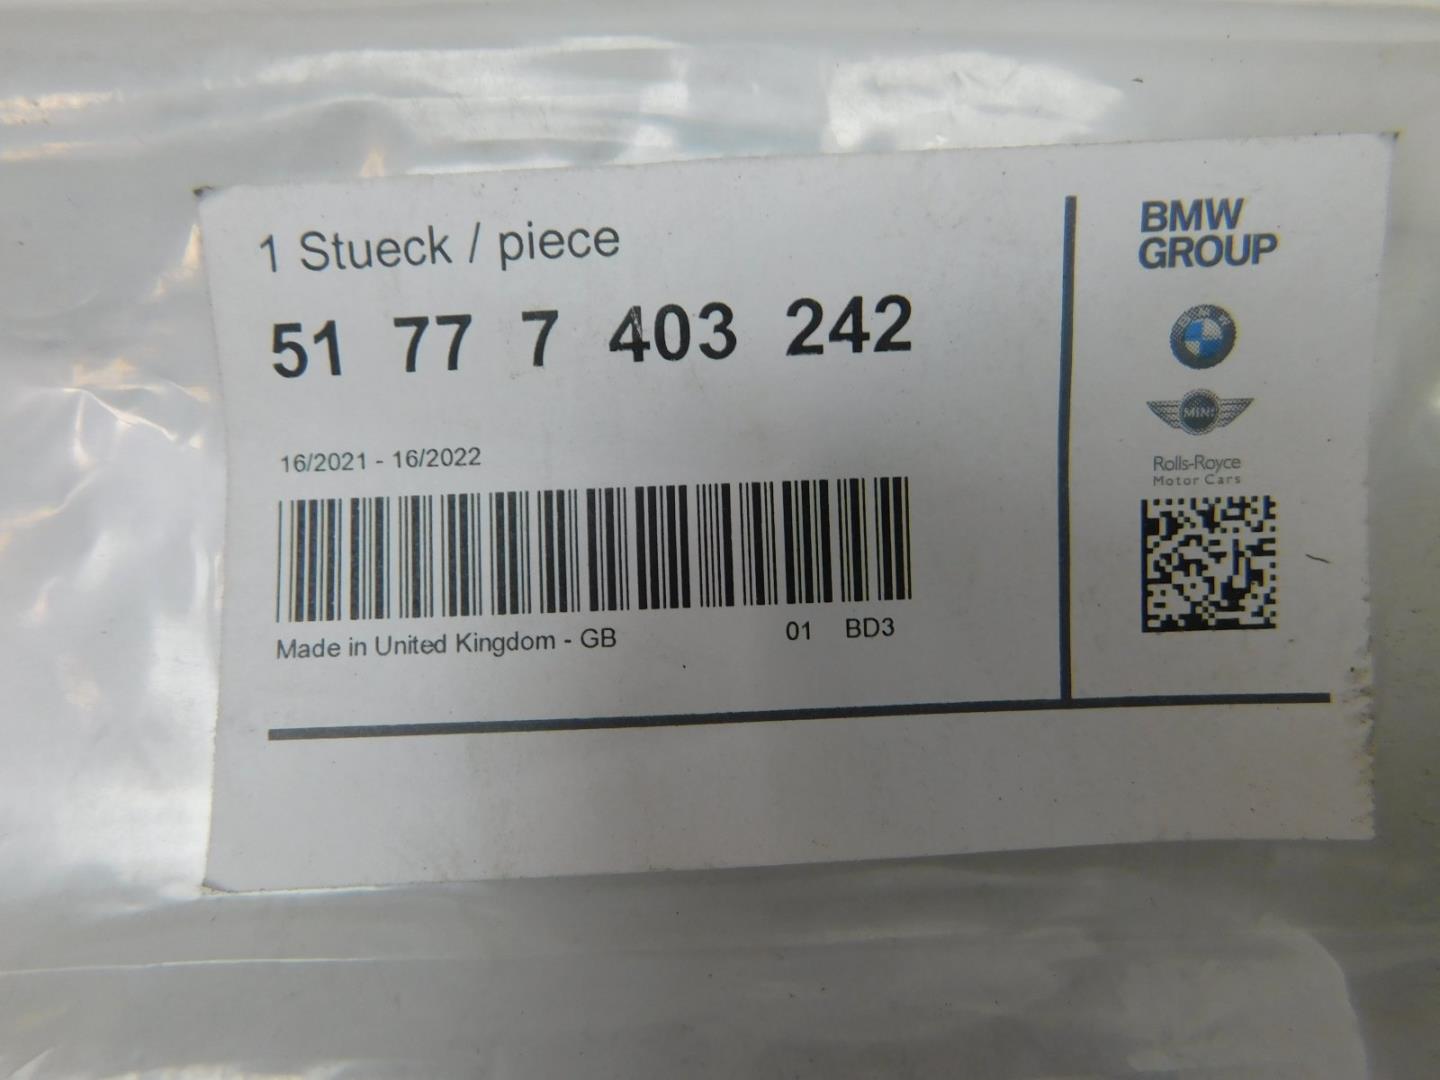 1 Stueck / piece
51 77 7 403 242
16/2021 - 16/2022
Made in United Kingdom - GB
01 BD3
BMW
GROUP
BMW
MINI
Rolls-Royce
Motor Cars